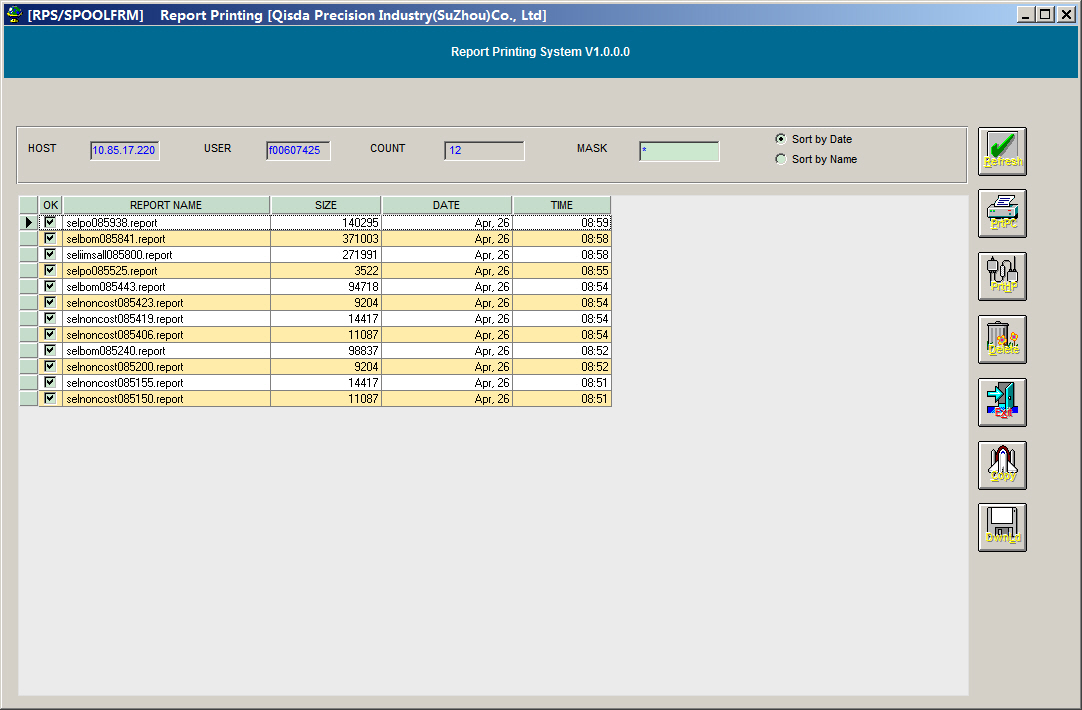 [RPS/SPOOLFRM] Report Printing [Qisda Precision Industry(SuZhou)Co., Ltd]
Report Printing System V1.0.0.0
HOST 10.85.17.220 USER f00607425 COUNT 12 MASK * Sort by Date
Sort by Name
Refresh
PrtPC
PrtHP
Delete
Exit
Copy
DwnLd
OK REPORT NAME SIZE DATE TIME
selpo085938.report 140295 Apr, 26 08:59
selbom085841.report 371003 Apr, 26 08:58
seliimsall085800.report 271991 Apr, 26 08:58
selpo085525.report 3522 Apr, 26 08:55
selbom085443.report 94718 Apr, 26 08:54
selnoncost085423.report 9204 Apr, 26 08:54
selnoncost085419.report 14417 Apr, 26 08:54
selnoncost085406.report 11087 Apr, 26 08:54
selbom085240.report 98837 Apr, 26 08:52
selnoncost085200.report 9204 Apr, 26 08:52
selnoncost085155.report 14417 Apr, 26 08:51
selnoncost085150.report 11087 Apr, 26 08:51